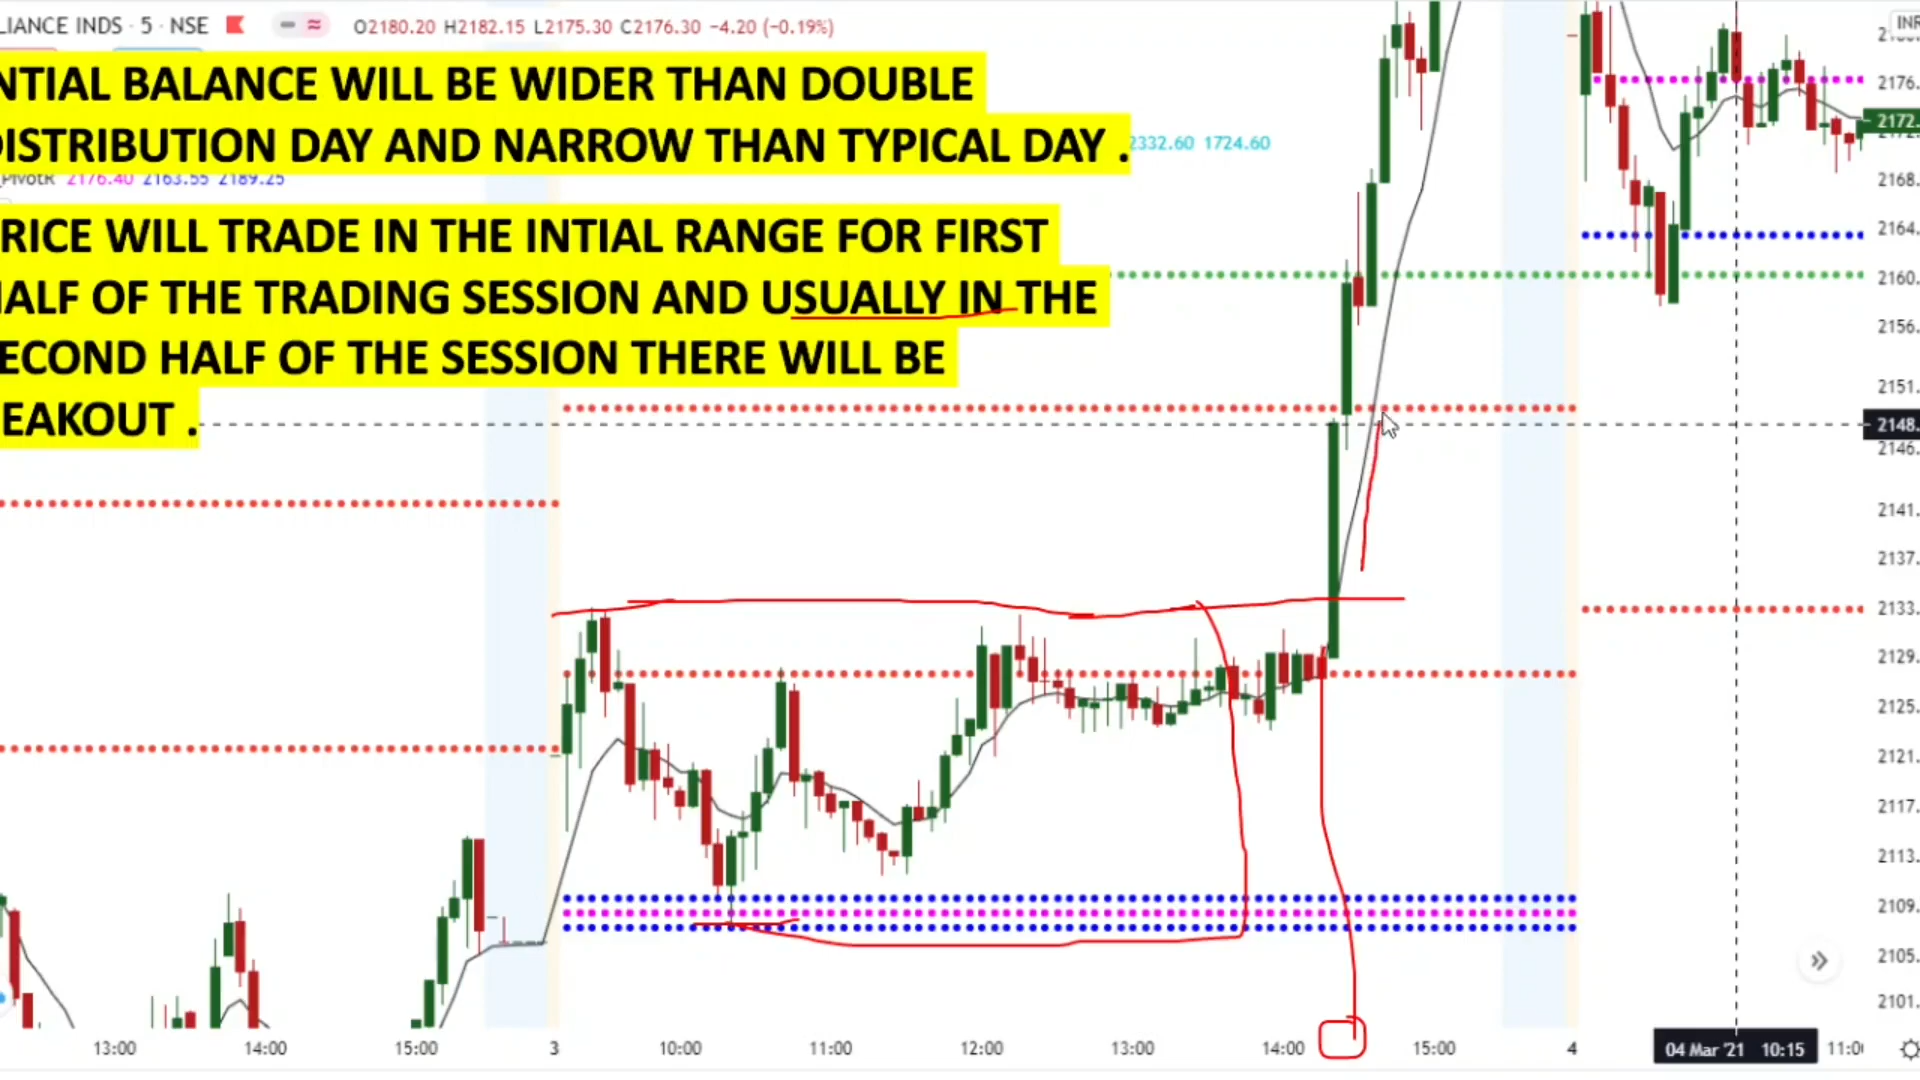 LIANCE INDS · 5 · NSE O2180.20 H2182.15 L2175.30 C2176.30 −4.20 (−0.19%)
INR
NTIAL BALANCE WILL BE WIDER THAN DOUBLE
DISTRIBUTION DAY AND NARROW THAN TYPICAL DAY .
2332.60 1724.60
PivotR 2176.40 2163.55 2189.25
RICE WILL TRADE IN THE INTIAL RANGE FOR FIRST
HALF OF THE TRADING SESSION AND USUALLY IN THE
ECOND HALF OF THE SESSION THERE WILL BE
EAKOUT .
2176.
2172.
2168.
2164.
2160.
2156.
2151.
2148.
2146.
2141.
2137.
2133.
2129.
2125.
2121.
2117.
2113.
2109.
2105.
2101.
13:00 14:00 15:00 3 10:00 11:00 12:00 13:00 14:00 15:00 4 04 Mar '21 10:15 11:0